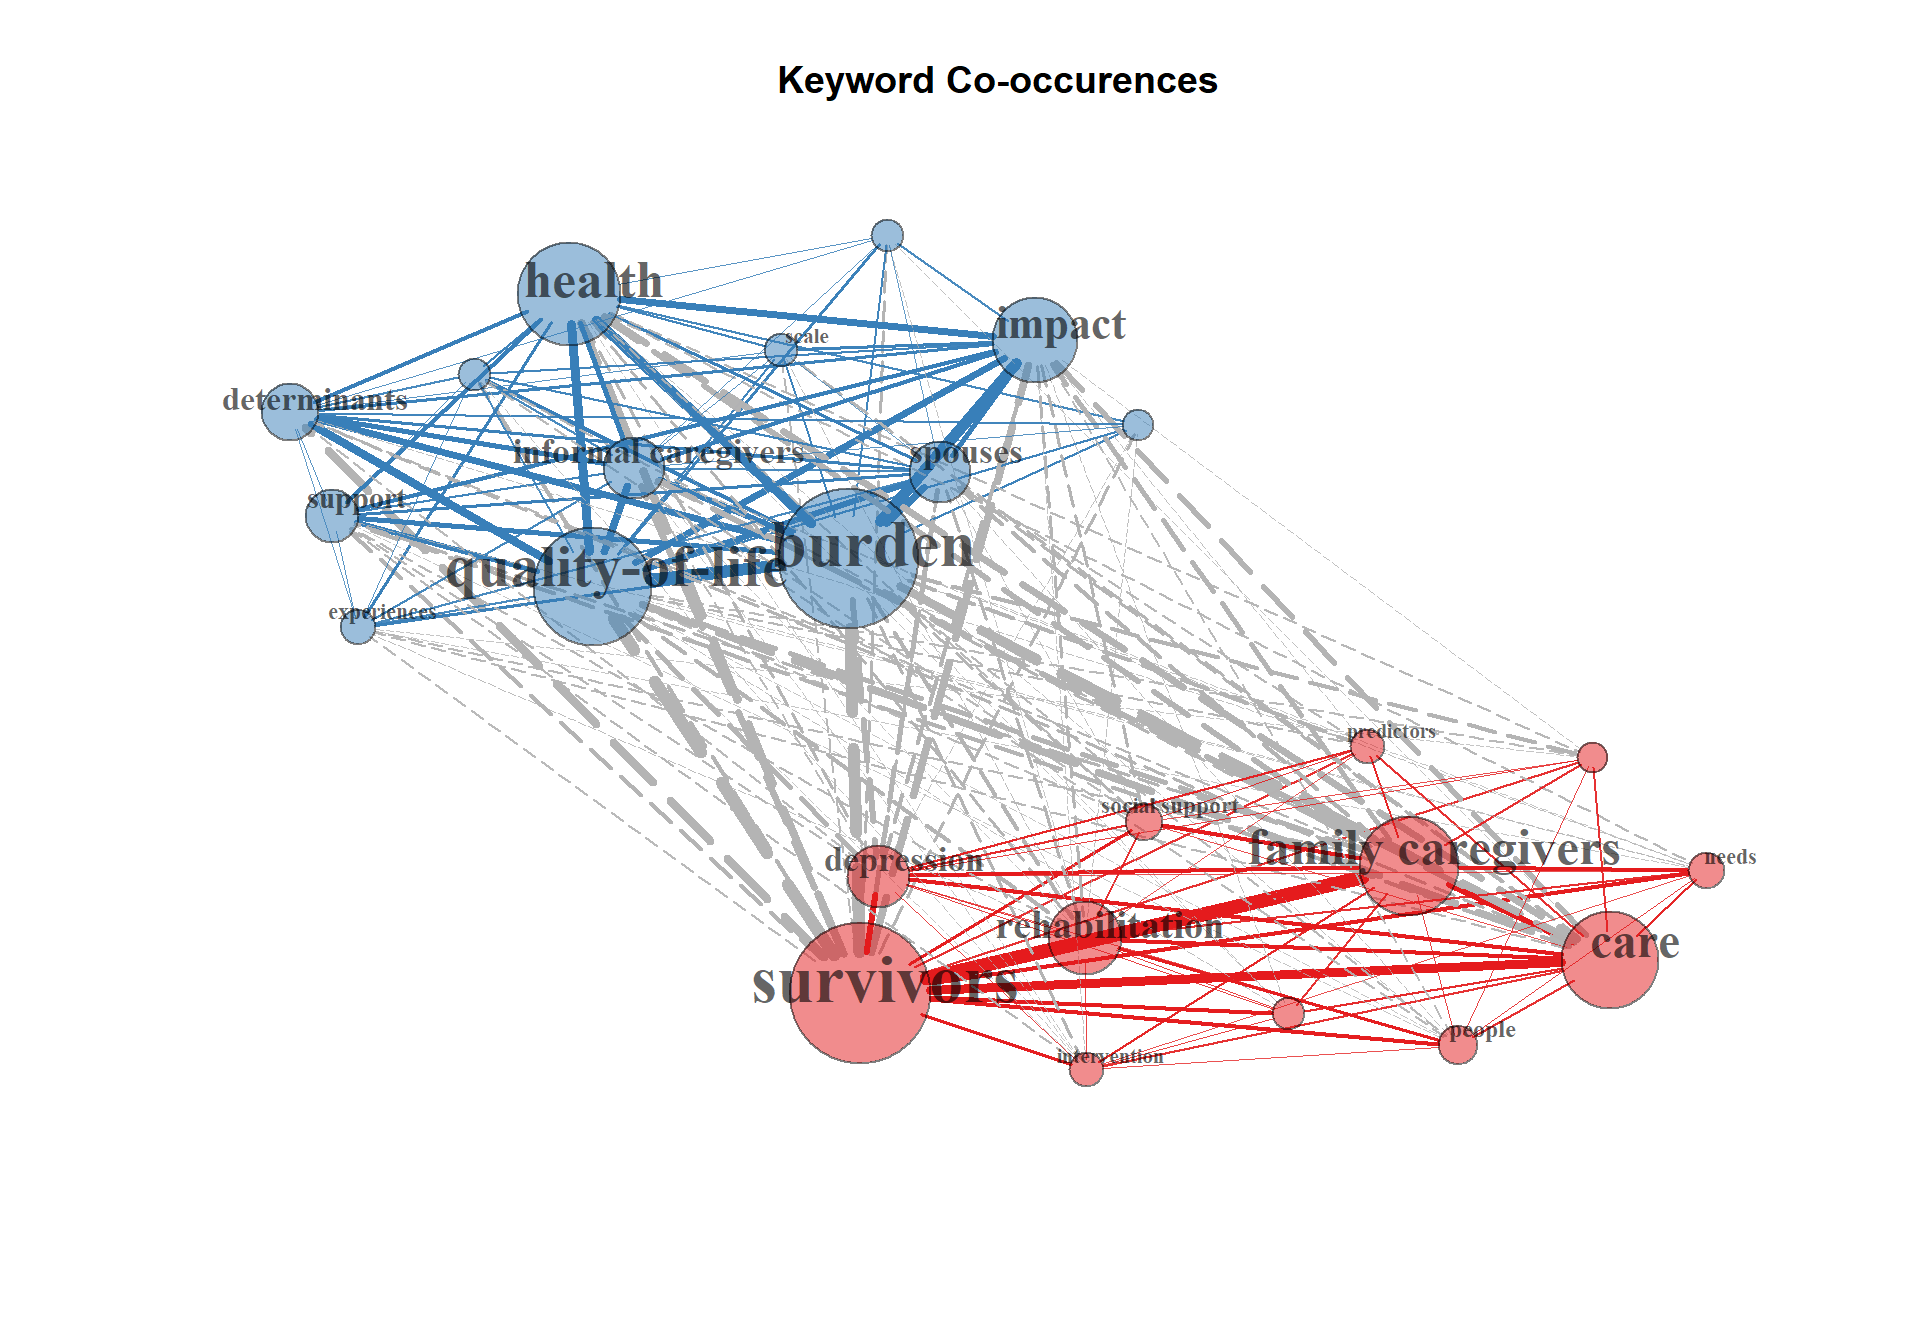 Keyword Co-occurences
health
impact
scale
determinants
informal caregivers
spouses
support
burden
quality-of-life
experiences
predictors
social support
family caregivers
depression
needs
rehabilitation
care
survivors
people
intervention